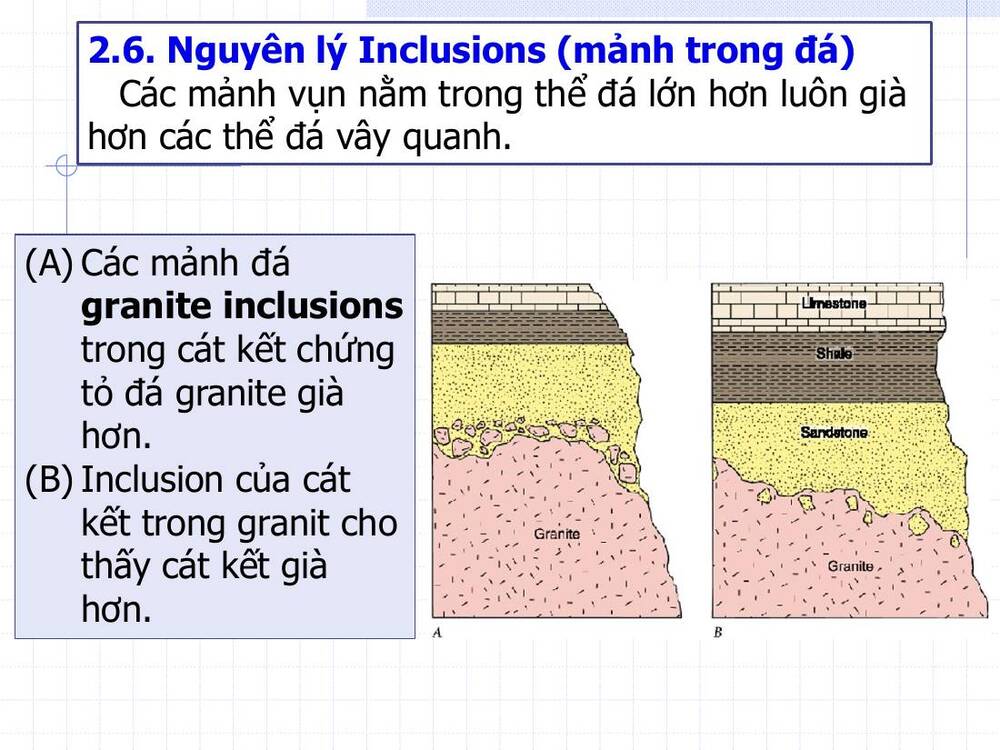 2.6. Nguyên lý Inclusions (mảnh trong đá)
Các mảnh vụn nằm trong thể đá lớn hơn luôn già
hơn các thể đá vây quanh.
(A) Các mảnh đá
granite inclusions
trong cát kết chứng
tỏ đá granite già
hơn.
(B) Inclusion của cát
kết trong granit cho
thấy cát kết già
hơn.
Granite
A
Limestone
Shale
Sandstone
Granite
B